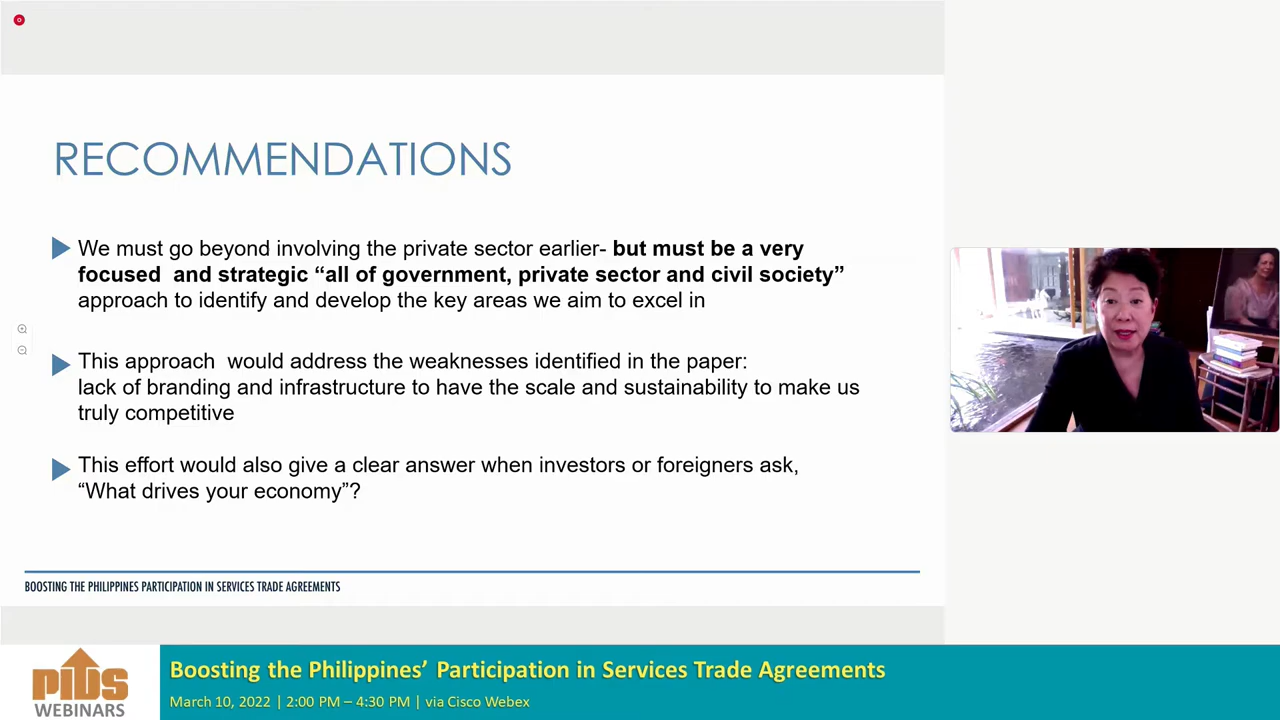 RECOMMENDATIONS
We must go beyond involving the private sector earlier- but must be a very
focused and strategic “all of government, private sector and civil society”
approach to identify and develop the key areas we aim to excel in
This approach would address the weaknesses identified in the paper:
lack of branding and infrastructure to have the scale and sustainability to make us
truly competitive
This effort would also give a clear answer when investors or foreigners ask,
“What drives your economy”?
BOOSTING THE PHILIPPINES PARTICIPATION IN SERVICES TRADE AGREEMENTS
PIDS
WEBINARS
Boosting the Philippines’ Participation in Services Trade Agreements
March 10, 2022 | 2:00 PM – 4:30 PM | via Cisco Webex